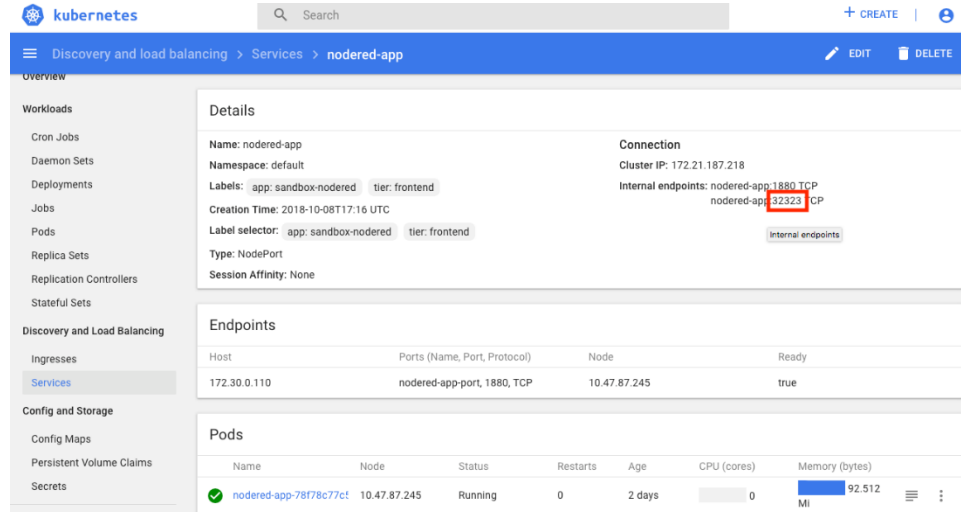 kubernetes
Search
+ CREATE
Discovery and load balancing > Services > nodered-app
EDIT
DELETE
Overview
Workloads
Cron Jobs
Daemon Sets
Deployments
Jobs
Pods
Replica Sets
Replication Controllers
Stateful Sets
Discovery and Load Balancing
Ingresses
Services
Config and Storage
Config Maps
Persistent Volume Claims
Secrets
Details
Name: nodered-app
Namespace: default
Labels: app: sandbox-nodered tier: frontend
Creation Time: 2018-10-08T17:16 UTC
Label selector: app: sandbox-nodered tier: frontend
Type: NodePort
Session Affinity: None
Connection
Cluster IP: 172.21.187.218
Internal endpoints: nodered-app:1880 TCP
nodered-app:32323 TCP
Internal endpoints
Endpoints
Host Ports (Name, Port, Protocol) Node Ready
172.30.0.110 nodered-app-port, 1880, TCP 10.47.87.245 true
Pods
Name Node Status Restarts Age CPU (cores) Memory (bytes)
nodered-app-78f78c77c 10.47.87.245 Running 0 2 days 0 92.512
Mi